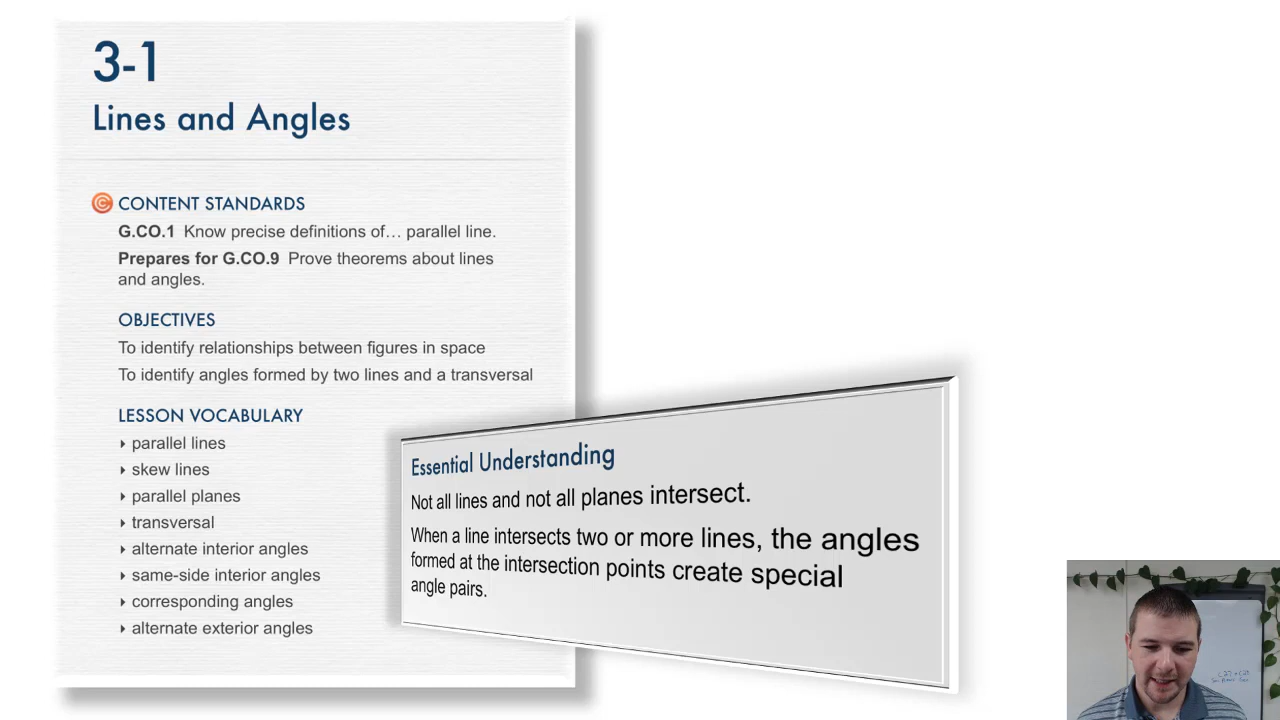 3-1
Lines and Angles
CONTENT STANDARDS
G.CO.1 Know precise definitions of… parallel line.
Prepares for G.CO.9 Prove theorems about lines
and angles.
OBJECTIVES
To identify relationships between figures in space
To identify angles formed by two lines and a transversal
LESSON VOCABULARY
parallel lines
skew lines
parallel planes
transversal
alternate interior angles
same-side interior angles
corresponding angles
alternate exterior angles
Essential Understanding
Not all lines and not all planes intersect.
When a line intersects two or more lines, the angles
formed at the intersection points create special
angle pairs.